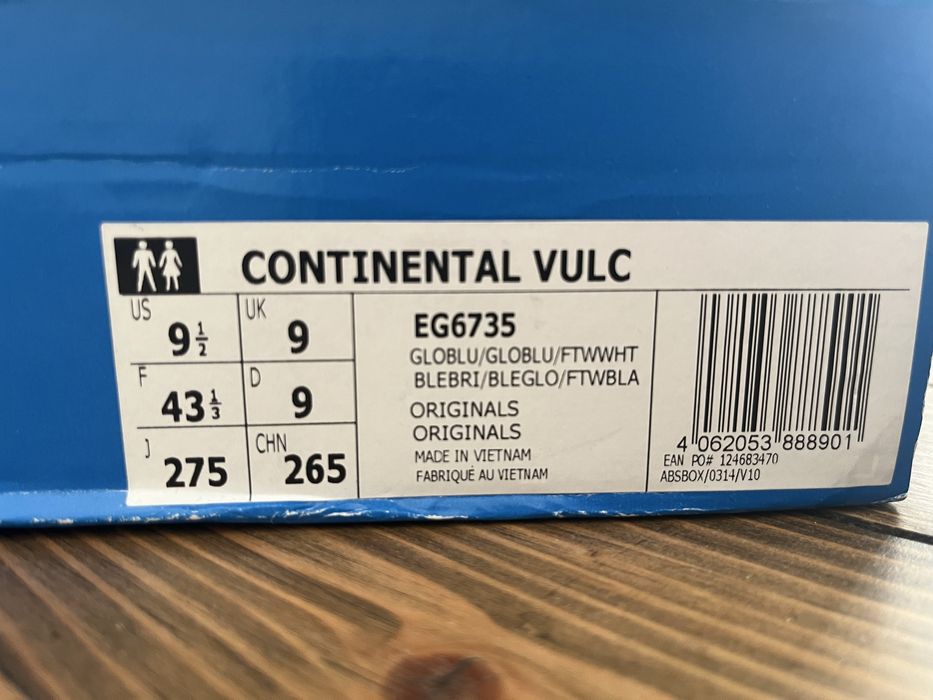 CONTINENTAL VULC
US 9 1/2 UK 9
F 43 1/3 D 9
J 275 CHN 265
EG6735
GLOBLU/GLOBLU/FTWWHT
BLEBRI/BLEGLO/FTWBLA
ORIGINALS
ORIGINALS
MADE IN VIETNAM
FABRIQUÉ AU VIETNAM
4 062053 888901
EAN PO# 124683470
ABSBOX/0314/V10